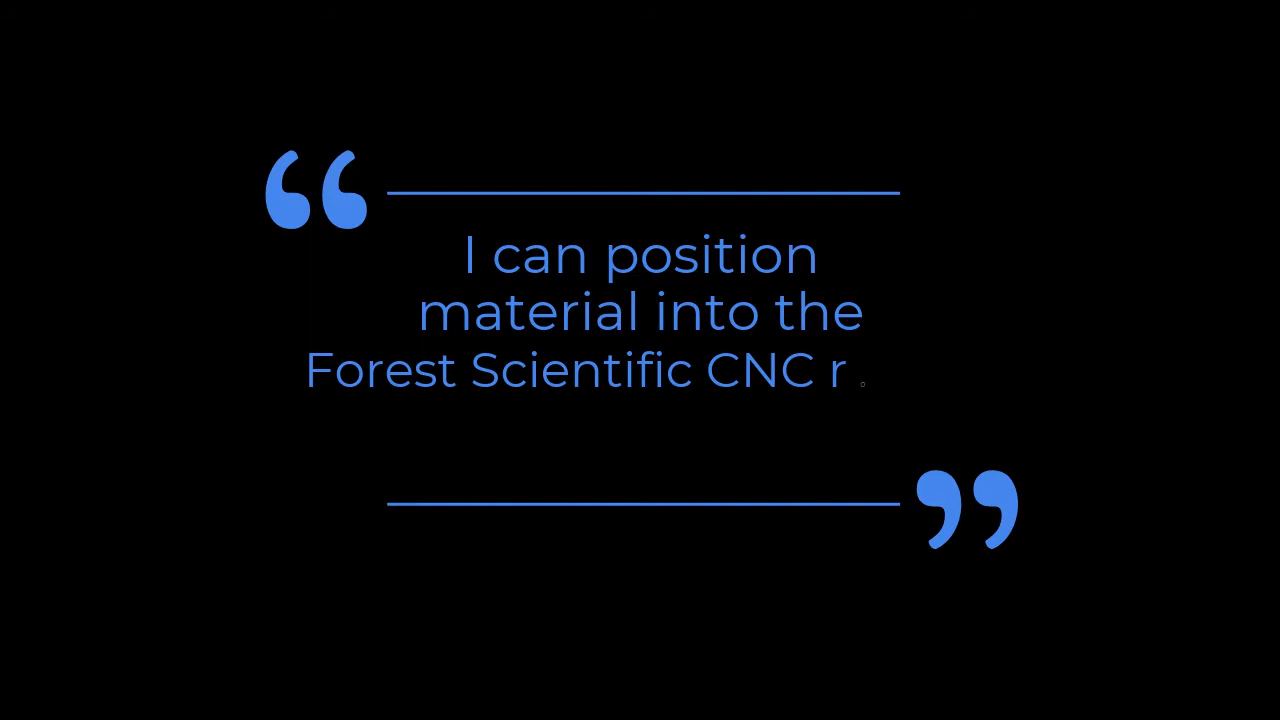 I can position
material into the
Forest Scientific CNC r